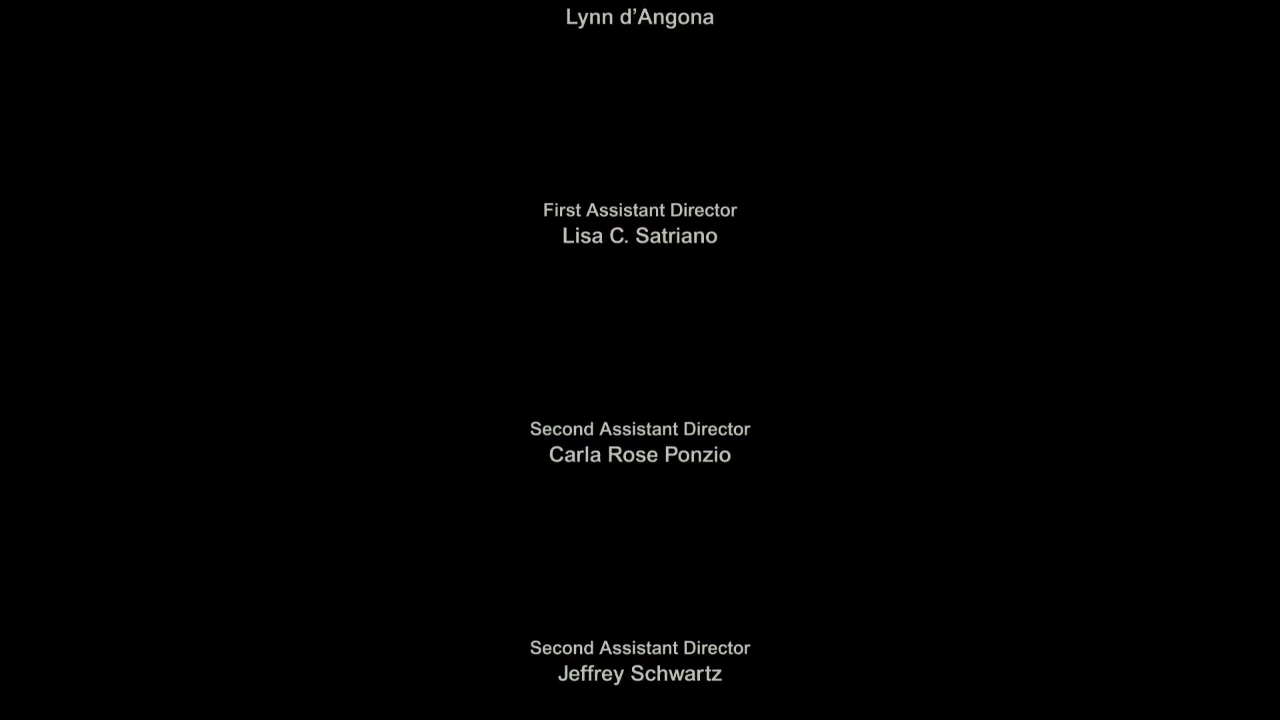 Lynn d’Angona
First Assistant Director
Lisa C. Satriano
Second Assistant Director
Carla Rose Ponzio
Second Assistant Director
Jeffrey Schwartz